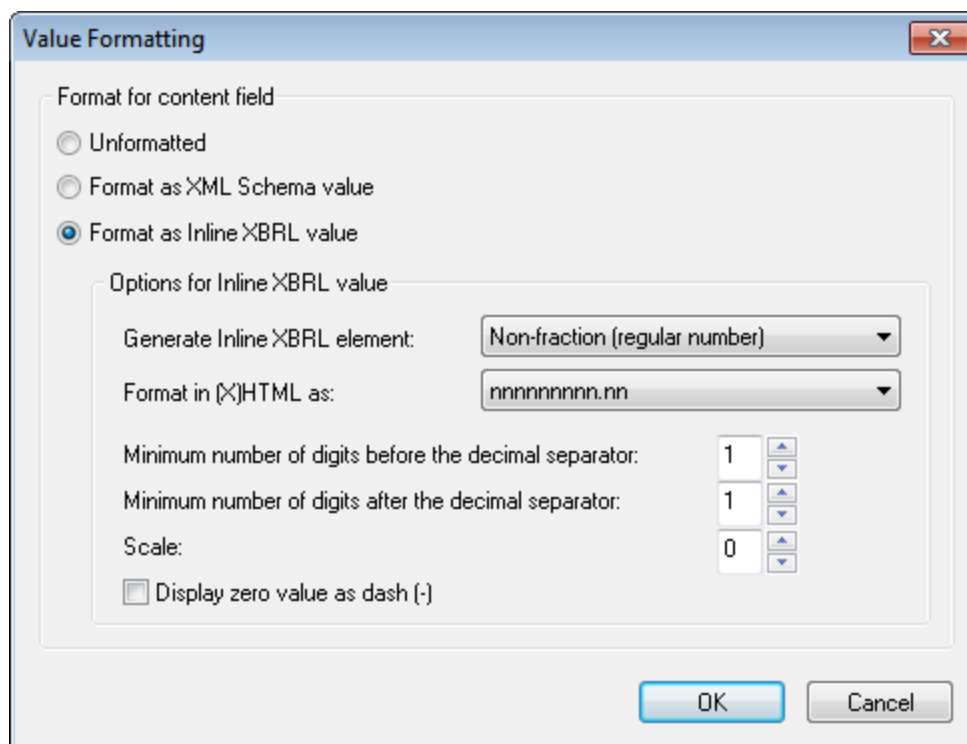 Value Formatting
Format for content field
Unformatted
Format as XML Schema value
Format as Inline XBRL value
Options for Inline XBRL value
Generate Inline XBRL element: Non-fraction (regular number)
Format in (X)HTML as: nnnnnnnnn.nn
Minimum number of digits before the decimal separator: 1
Minimum number of digits after the decimal separator: 1
Scale: 0
Display zero value as dash (-)
OK Cancel